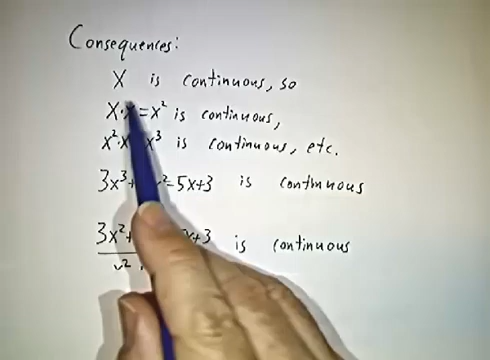 Consequences:
X is continuous, so
X·x = x² is continuous,
x²·x x³ is continuous, etc.
3x³+ ² = 5x+3 is continuous
3x²+ x+3 is continuous